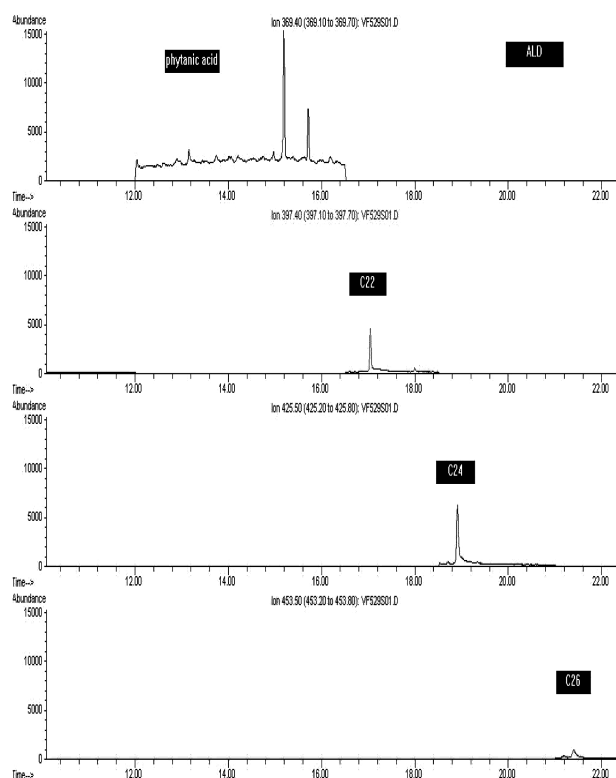 Abundance
Ion 369.40 (369.10 to 369.70): VF529S01.D
15000
phytanic acid
ALD
10000
5000
0
Time-->
12.00 14.00 16.00 18.00 20.00 22.00
Abundance
Ion 397.40 (397.10 to 397.70): VF529S01.D
15000
10000
C22
5000
0
Time-->
12.00 14.00 16.00 18.00 20.00 22.00
Abundance
Ion 425.50 (425.20 to 425.80): VF529S01.D
15000
10000
C24
5000
0
Time-->
12.00 14.00 16.00 18.00 20.00 22.00
Abundance
Ion 453.50 (453.20 to 453.80): VF529S01.D
15000
10000
C26
5000
0
Time-->
12.00 14.00 16.00 18.00 20.00 22.00